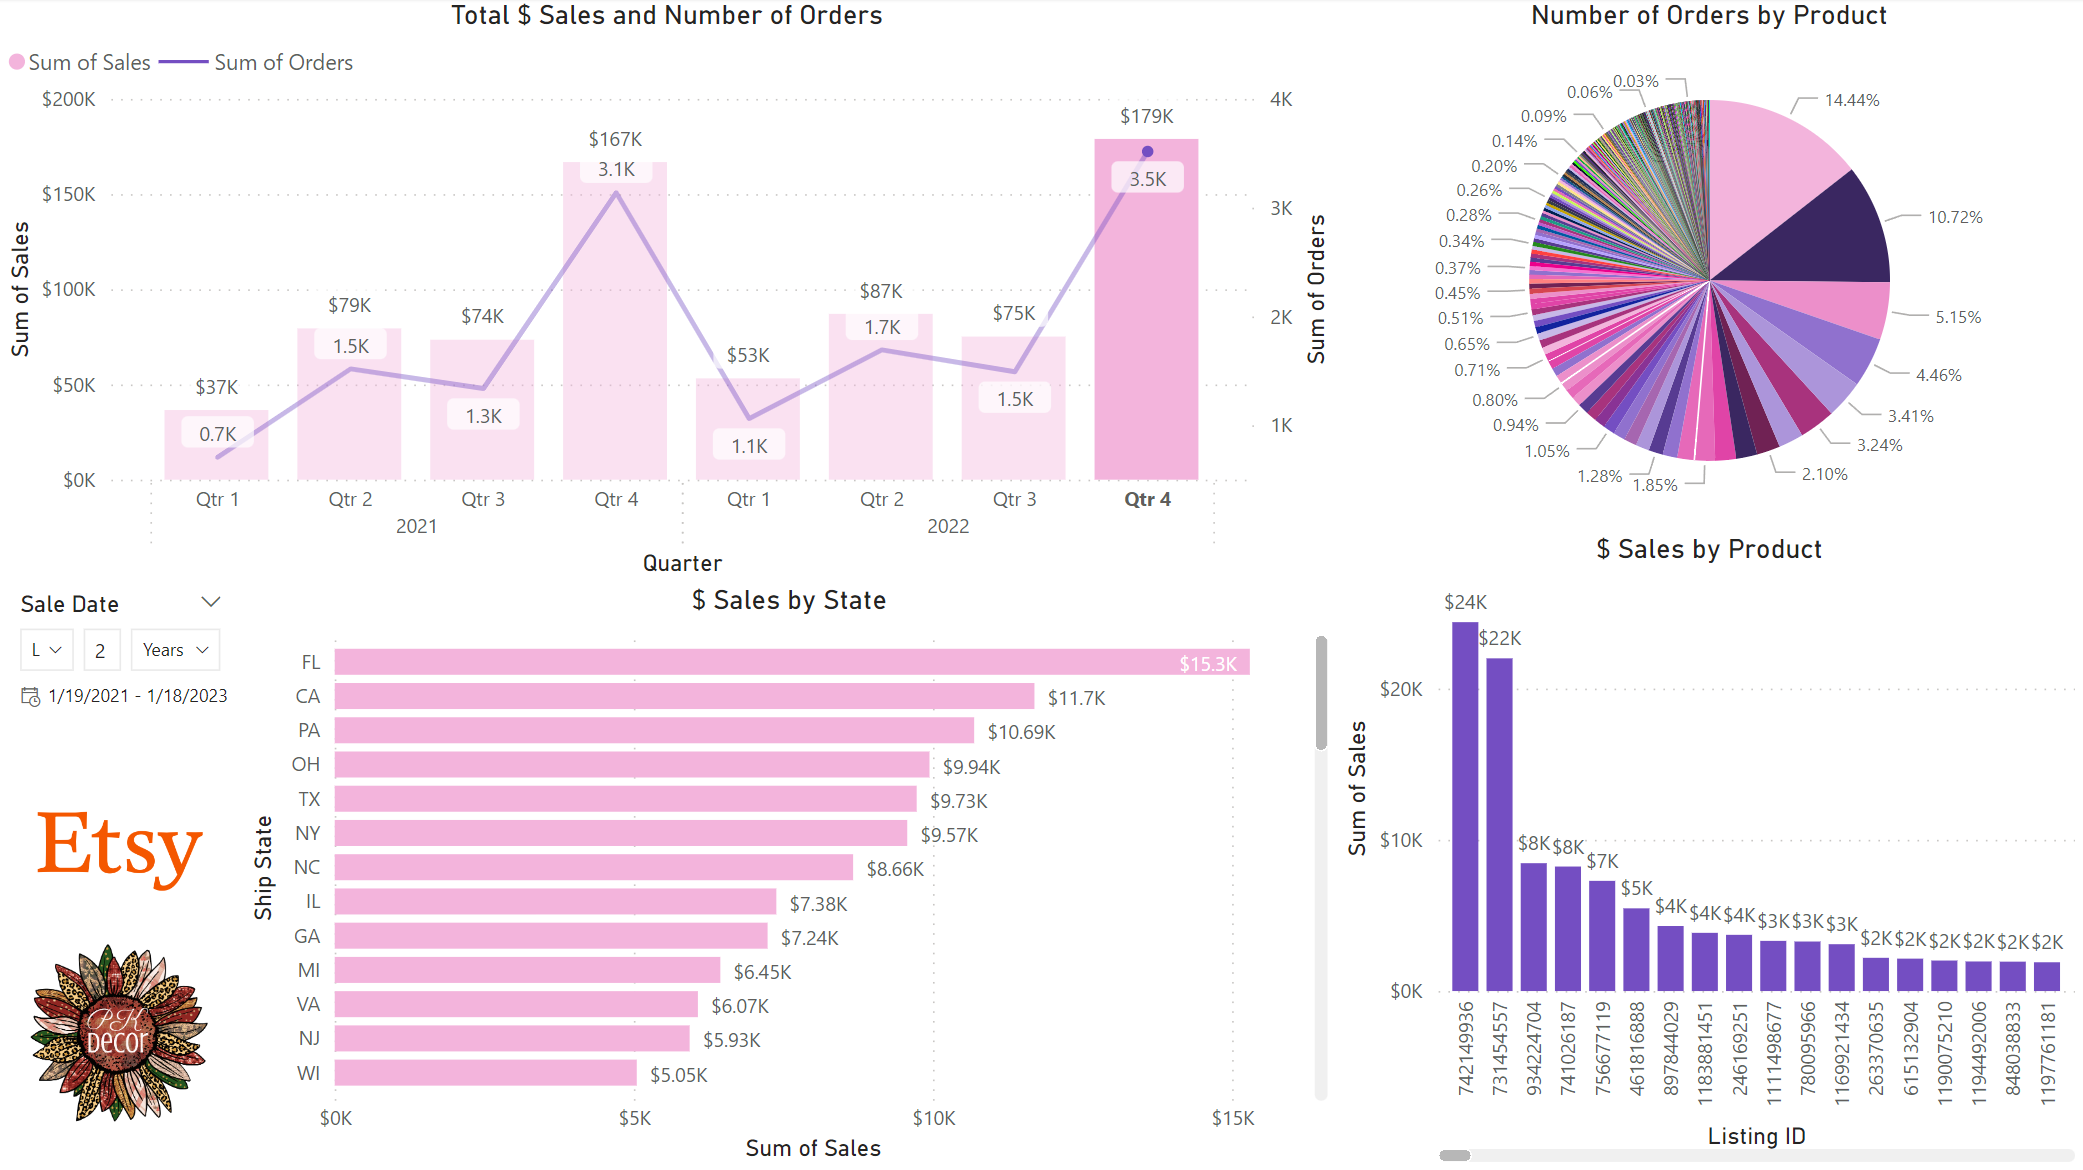 Total $ Sales and Number of Orders
Sum of Sales
Sum of Orders
$200K
$150K
$100K
$50K
$0K
4K
3K
2K
1K
Sum of Sales
Sum of Orders
$37K
$79K
$74K
$167K
$53K
$87K
$75K
$179K
0.7K
1.5K
1.3K
3.1K
1.1K
1.7K
1.5K
3.5K
Qtr 1
Qtr 2
Qtr 3
Qtr 4
Qtr 1
Qtr 2
Qtr 3
Qtr 4
2021
2022
Quarter
Number of Orders by Product
14.44%
10.72%
5.15%
4.46%
3.41%
3.24%
2.10%
1.85%
1.28%
1.05%
0.94%
0.80%
0.71%
0.65%
0.51%
0.45%
0.37%
0.34%
0.28%
0.26%
0.20%
0.14%
0.09%
0.06%
0.03%
Sale Date
L
2
Years
1/19/2021 - 1/18/2023
Etsy
PK
DECOR
$ Sales by State
Ship State
FL $15.3K
CA $11.7K
PA $10.69K
OH $9.94K
TX $9.73K
NY $9.57K
NC $8.66K
IL $7.38K
GA $7.24K
MI $6.45K
VA $6.07K
NJ $5.93K
WI $5.05K
$0K
$5K
$10K
$15K
Sum of Sales
$ Sales by Product
Sum of Sales
$20K
$10K
$0K
$24K
$22K
$8K
$8K
$7K
$5K
$4K
$4K
$4K
$3K
$3K
$3K
$2K
$2K
$2K
$2K
$2K
$2K
742149936
731454557
934224704
741026187
756677119
461816888
897844029
1183881451
246169251
1111498677
780095966
1169921434
263370635
615132904
1190075210
1194492006
848038833
1197761181
Listing ID